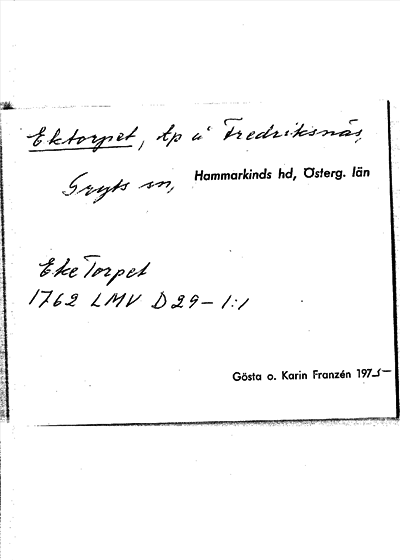 Ektorpet, tp u Fredriksnäs,
Gryts sn, Hammarkinds hd, Österg. län
Eke Torpet
1762 LMV D29-1:1
Gösta o. Karin Franzén 1975